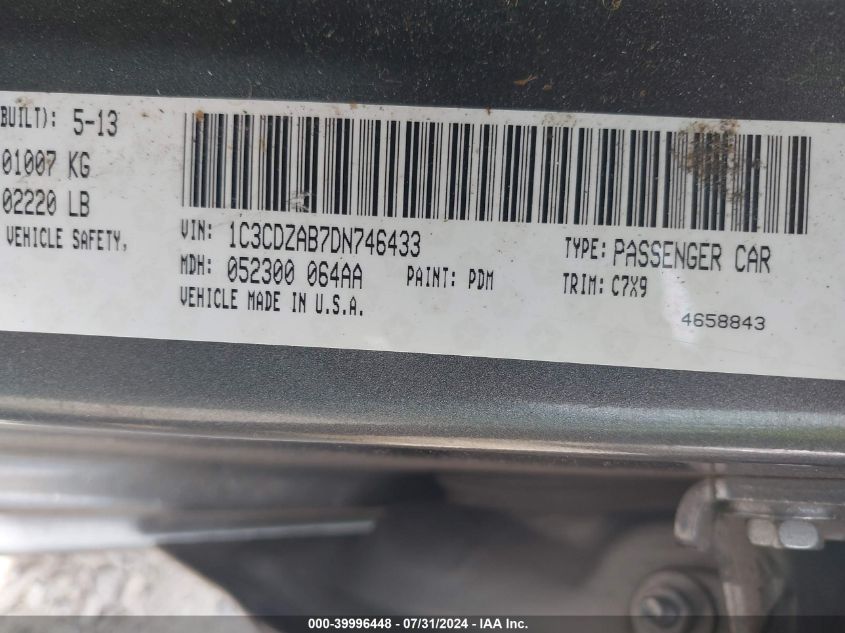 BUILT): 5-13
01007 KG
02220 LB
VEHICLE SAFETY,
VIN: 1C3CDZAB7DN746433
TYPE: PASSENGER CAR
MDH: 052300 064AA PAINT: PDM
TRIM: C7X9
VEHICLE MADE IN U.S.A.
4658843
000-39996448 - 07/31/2024 - IAA Inc.